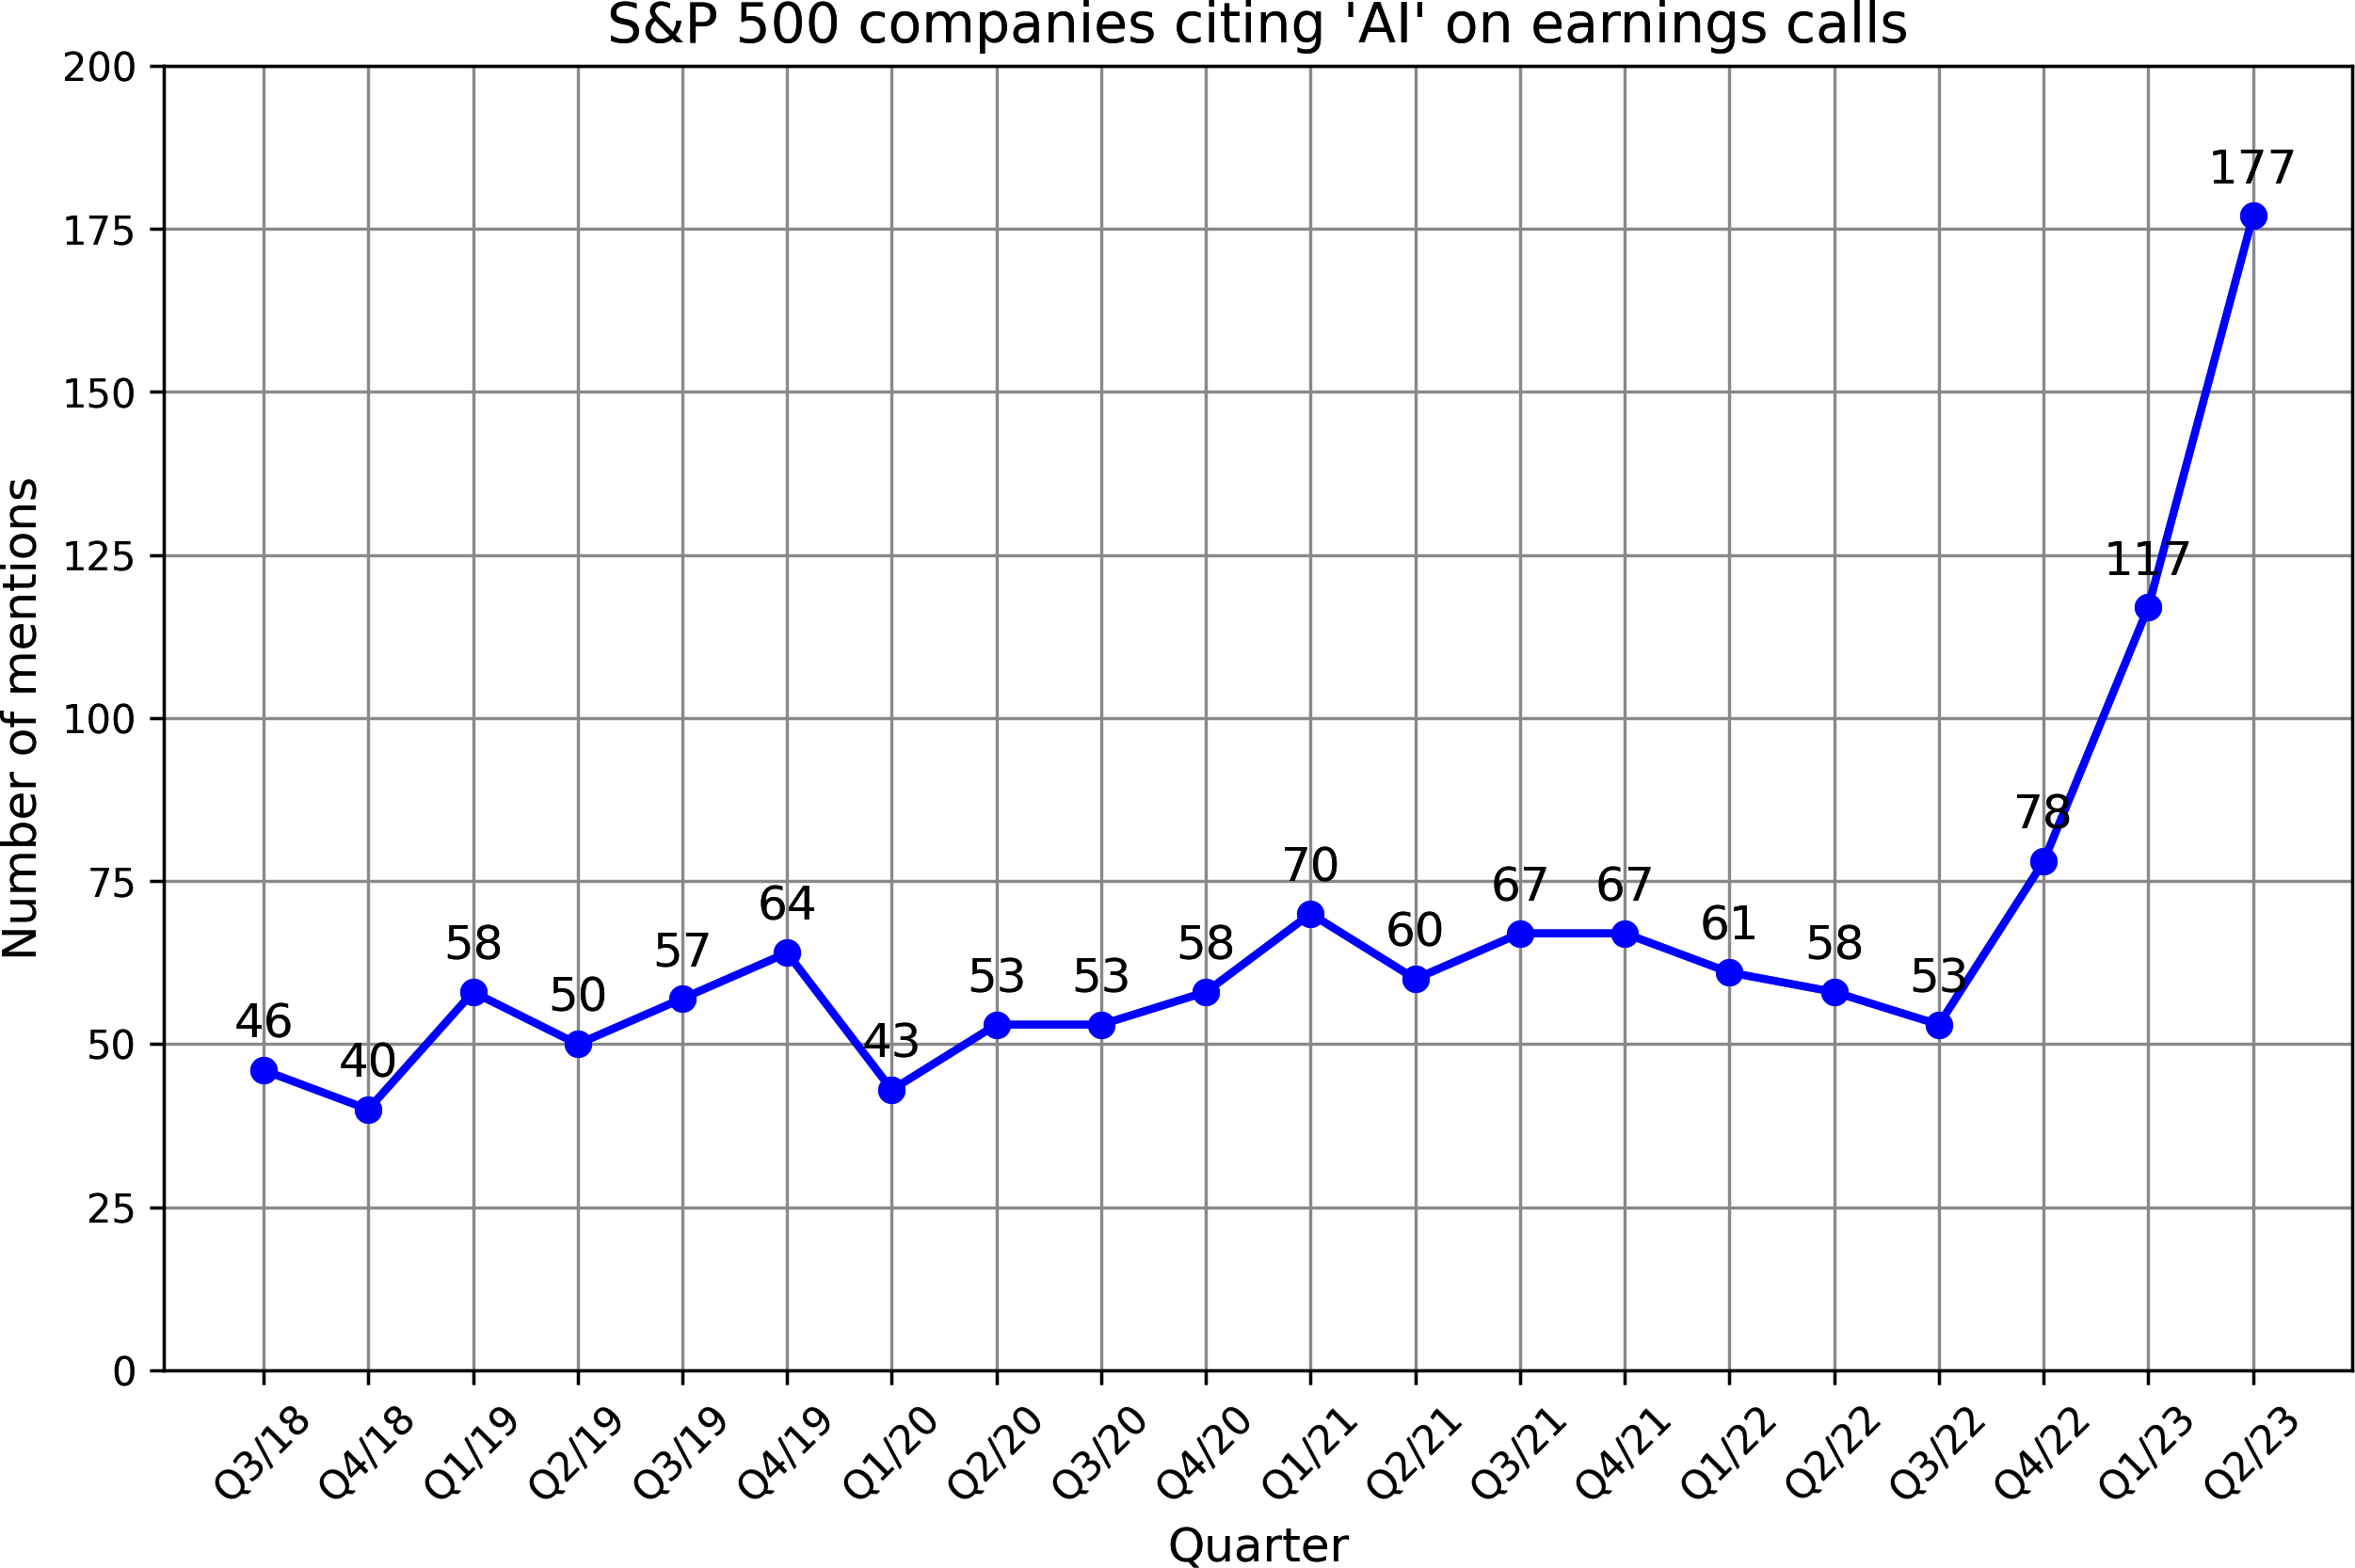 S&P 500 companies citing 'AI' on earnings calls
200
175
150
125
100
75
50
25
0
Number of mentions
46
40
58
50
57
64
43
53
53
58
70
60
67
67
61
58
53
78
117
177
Q3/18
Q4/18
Q1/19
Q2/19
Q3/19
Q4/19
Q1/20
Q2/20
Q3/20
Q4/20
Q1/21
Q2/21
Q3/21
Q4/21
Q1/22
Q2/22
Q3/22
Q4/22
Q1/23
Q2/23
Quarter